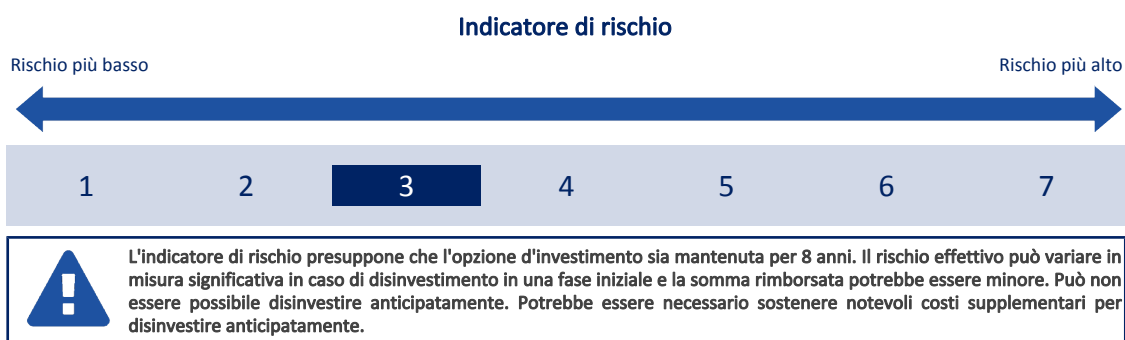 Indicatore di rischio
Rischio più basso
Rischio più alto
1 2 3 4 5 6 7
L'indicatore di rischio presuppone che l'opzione d'investimento sia mantenuta per 8 anni. Il rischio effettivo può variare in
misura significativa in caso di disinvestimento in una fase iniziale e la somma rimborsata potrebbe essere minore. Può non
essere possibile disinvestire anticipatamente. Potrebbe essere necessario sostenere notevoli costi supplementari per
disinvestire anticipatamente.